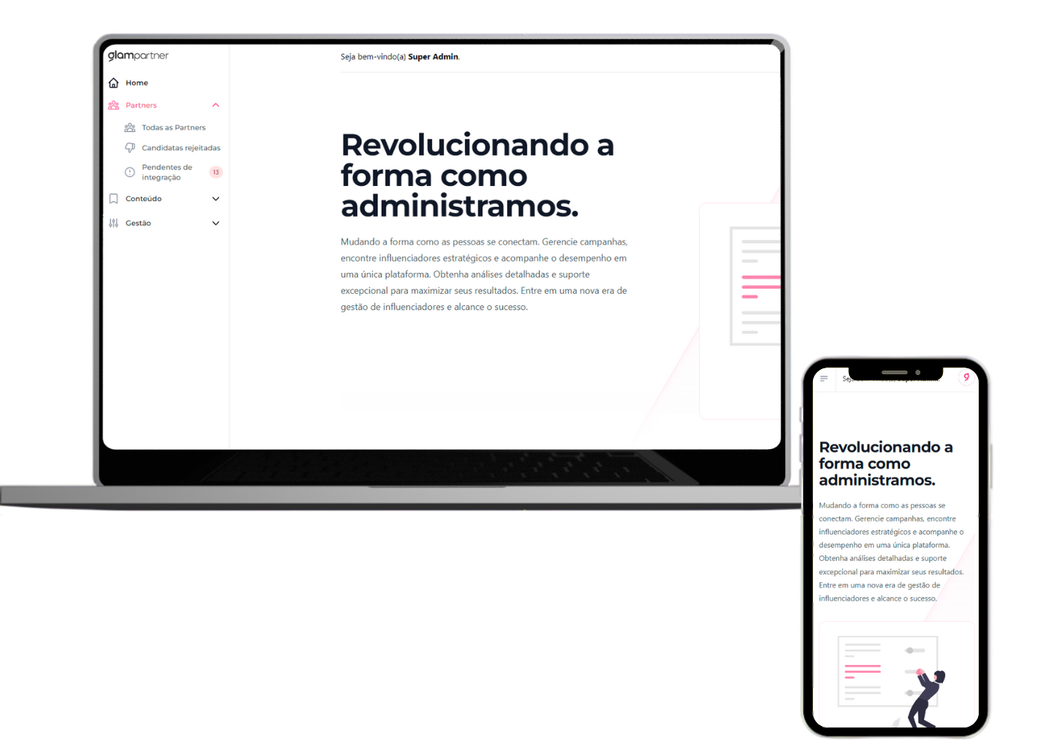 glampartner
Home
Partners
Todas as Partners
Candidatas rejeitadas
Pendentes de
integração
13
Conteúdo
Gestão
Seja bem-vindo(a) Super Admin.
Revolucionando a
forma como
administramos.
Mudando a forma como as pessoas se conectam. Gerencie campanhas,
encontre influenciadores estratégicos e acompanhe o desempenho em
uma única plataforma. Obtenha análises detalhadas e suporte
excepcional para maximizar seus resultados. Entre em uma nova era de
gestão de influenciadores e alcance o sucesso.
Revolucionando a
forma como
administramos.
Mudando a forma como as pessoas se
conectam. Gerencie campanhas, encontre
influenciadores estratégicos e acompanhe o
desempenho em uma única plataforma.
Obtenha análises detalhadas e suporte
excepcional para maximizar seus resultados.
Entre em uma nova era de gestão de
influenciadores e alcance o sucesso.